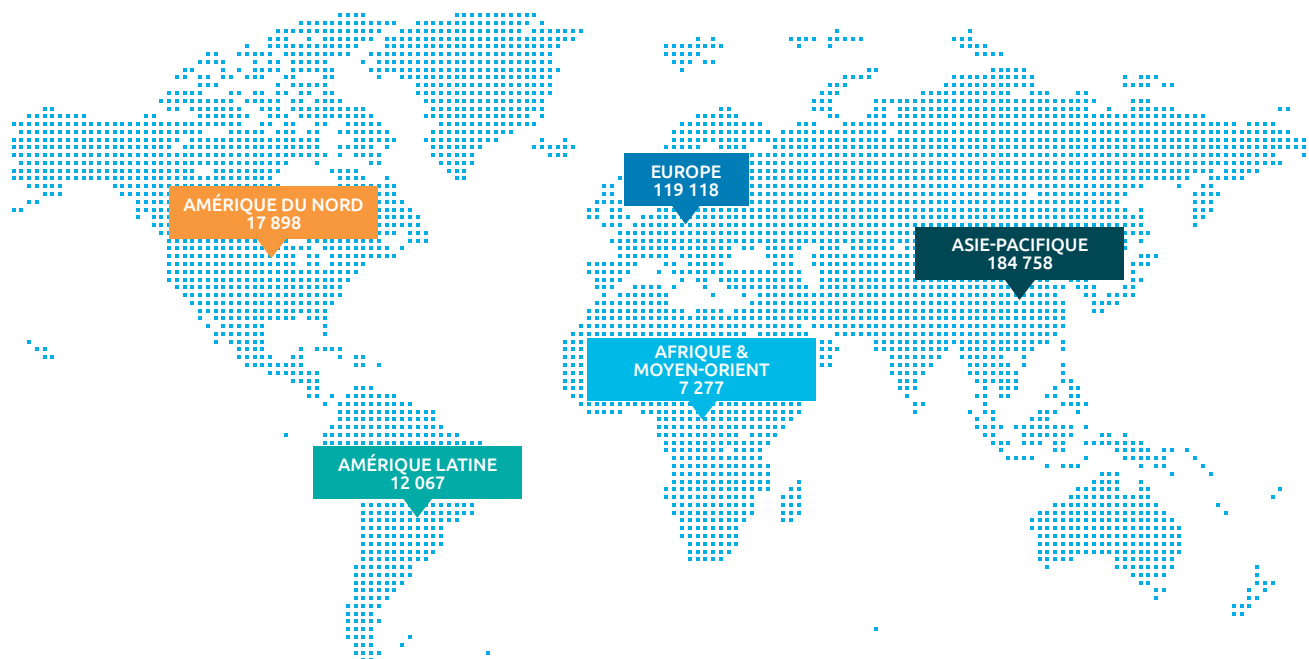 EUROPE
119 118
AMÉRIQUE DU NORD
17 898
ASIE-PACIFIQUE
184 758
AFRIQUE &
MOYEN-ORIENT
7 277
AMÉRIQUE LATINE
12 067